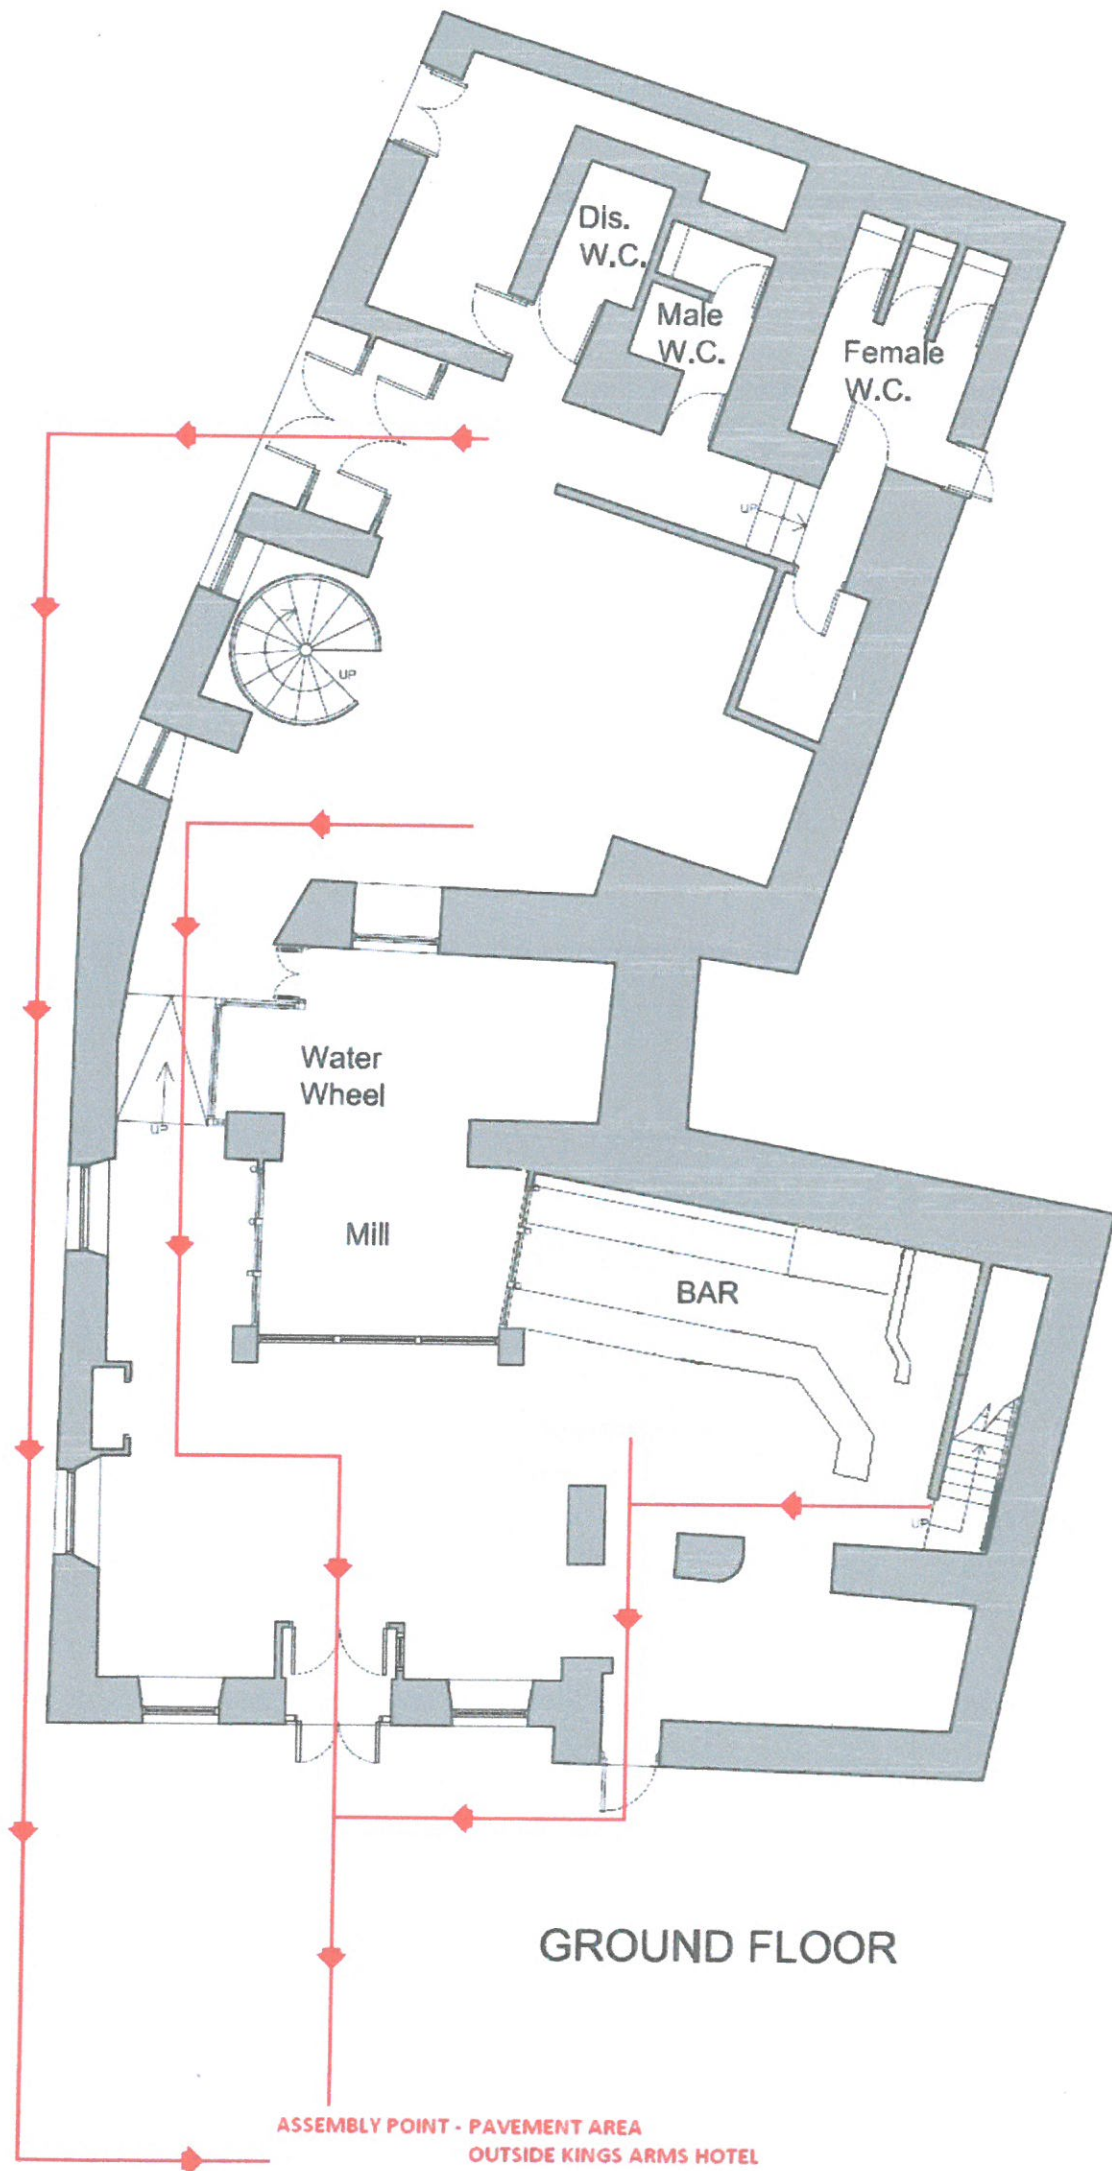 Dis.
W.C.
Male
W.C.
Female
W.C.
UP
UP
Water
Wheel
UP
Mill
BAR
UP
GROUND FLOOR
ASSEMBLY POINT - PAVEMENT AREA
OUTSIDE KINGS ARMS HOTEL